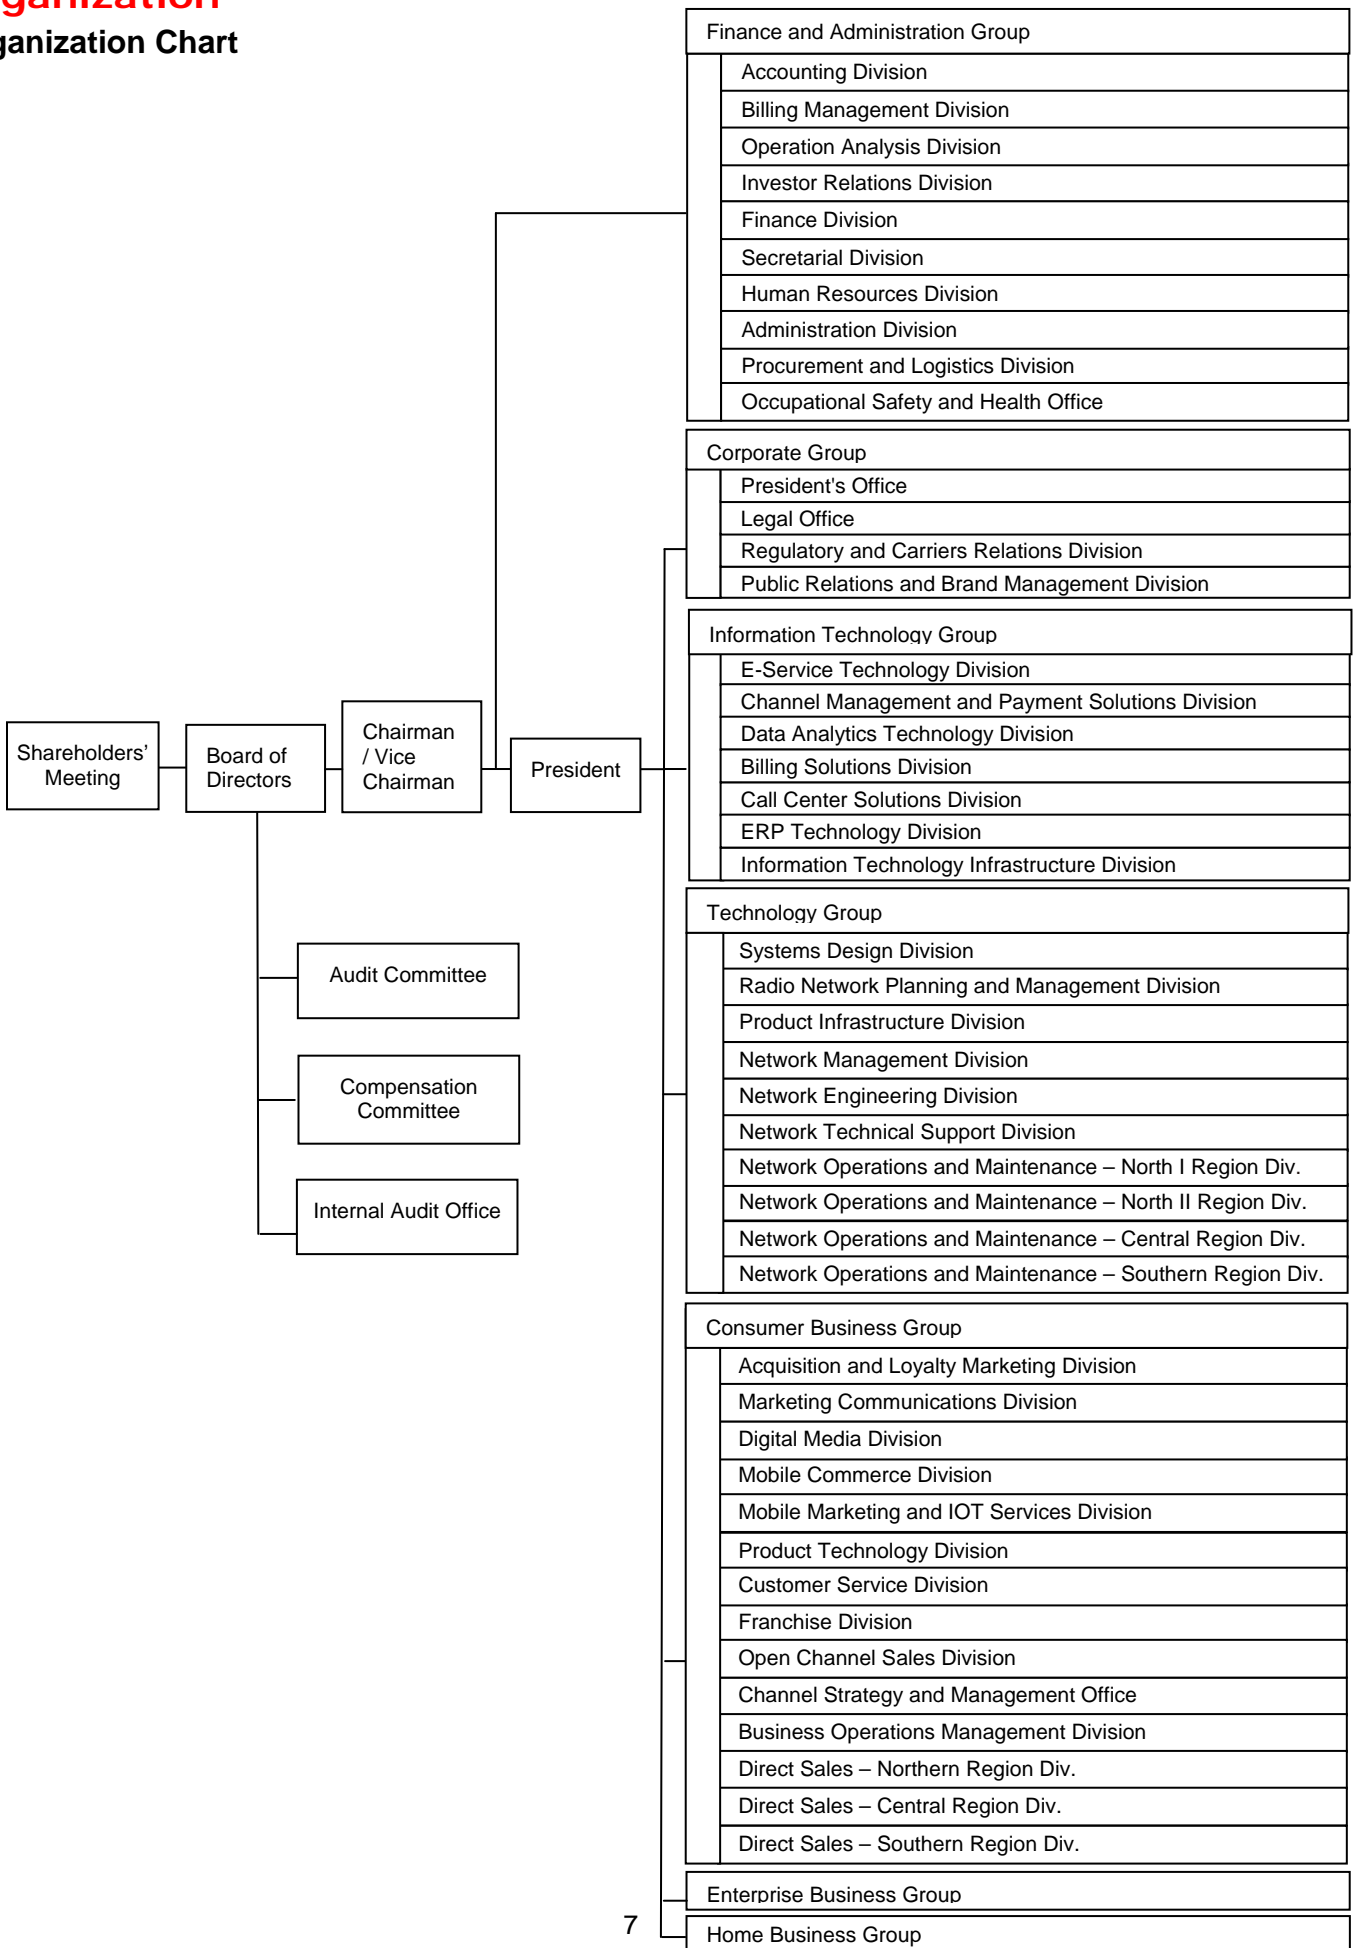 ganization
ganization Chart
Finance and Administration Group
Accounting Division
Billing Management Division
Operation Analysis Division
Investor Relations Division
Finance Division
Secretarial Division
Human Resources Division
Administration Division
Procurement and Logistics Division
Occupational Safety and Health Office
Corporate Group
President's Office
Legal Office
Regulatory and Carriers Relations Division
Public Relations and Brand Management Division
Information Technology Group
E-Service Technology Division
Channel Management and Payment Solutions Division
Data Analytics Technology Division
Billing Solutions Division
Call Center Solutions Division
ERP Technology Division
Information Technology Infrastructure Division
Shareholders’
Meeting
Board of
Directors
Chairman
/ Vice
Chairman
President
Technology Group
Systems Design Division
Radio Network Planning and Management Division
Product Infrastructure Division
Network Management Division
Network Engineering Division
Network Technical Support Division
Network Operations and Maintenance – North I Region Div.
Network Operations and Maintenance – North II Region Div.
Network Operations and Maintenance – Central Region Div.
Network Operations and Maintenance – Southern Region Div.
Audit Committee
Compensation
Committee
Internal Audit Office
Consumer Business Group
Acquisition and Loyalty Marketing Division
Marketing Communications Division
Digital Media Division
Mobile Commerce Division
Mobile Marketing and IOT Services Division
Product Technology Division
Customer Service Division
Franchise Division
Open Channel Sales Division
Channel Strategy and Management Office
Business Operations Management Division
Direct Sales – Northern Region Div.
Direct Sales – Central Region Div.
Direct Sales – Southern Region Div.
Enterprise Business Group
Home Business Group
7